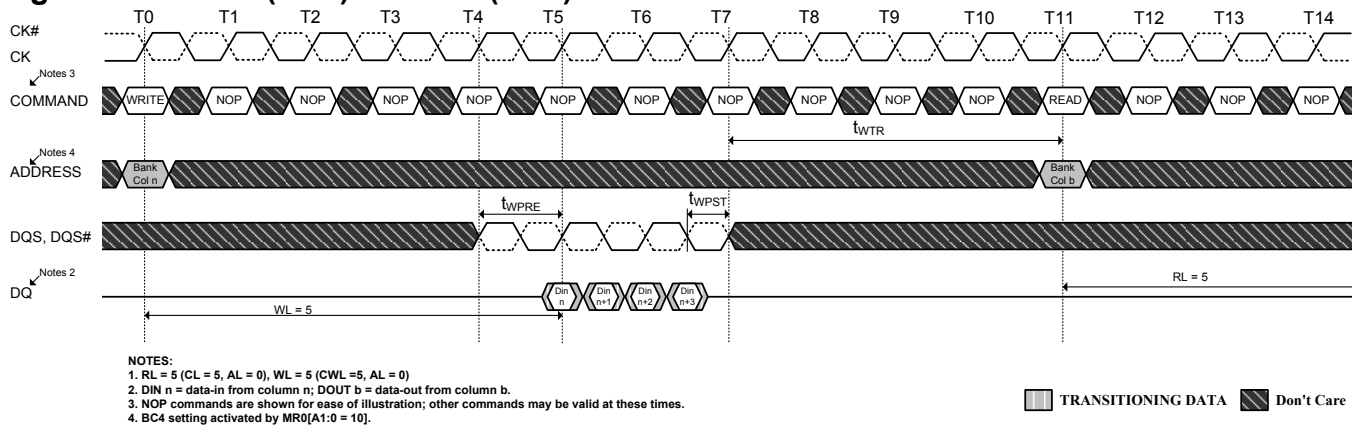 T0 T1 T2 T3 T4 T5 T6 T7 T8 T9 T10 T11 T12 T13 T14
CK#
CK
Notes 3
COMMAND WRITE NOP NOP NOP NOP NOP NOP NOP NOP NOP NOP READ NOP NOP NOP
tWTR
Notes 4
ADDRESS Bank Bank
Col n Col b
tWPRE tWPST
DQS, DQS#
Notes 2
DQ Din Din Din Din
n n+1 n+2 n+3
RL = 5
WL = 5
NOTES:
1. RL = 5 (CL = 5, AL = 0), WL = 5 (CWL =5, AL = 0)
2. DIN n = data-in from column n; DOUT b = data-out from column b.
3. NOP commands are shown for ease of illustration; other commands may be valid at these times.
4. BC4 setting activated by MR0[A1:0 = 10].
TRANSITIONING DATA Don't Care